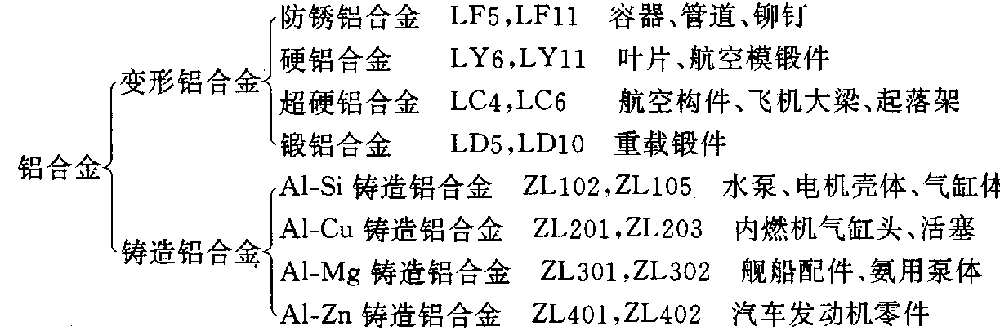 防锈铝合金 LF5,LF11 容器、管道、铆钉
硬铝合金 LY6,LY11 叶片、航空模锻件
变形铝合金
超硬铝合金 LC4,LC6 航空构件、飞机大梁、起落架
锻铝合金 LD5,LD10 重载锻件
铝合金
Al-Si 铸造铝合金 ZL102,ZL105 水泵、电机壳体、气缸体
Al-Cu 铸造铝合金 ZL201,ZL203 内燃机气缸头、活塞
铸造铝合金
Al-Mg 铸造铝合金 ZL301,ZL302 舰船配件、氨用泵体
Al-Zn 铸造铝合金 ZL401,ZL402 汽车发动机零件